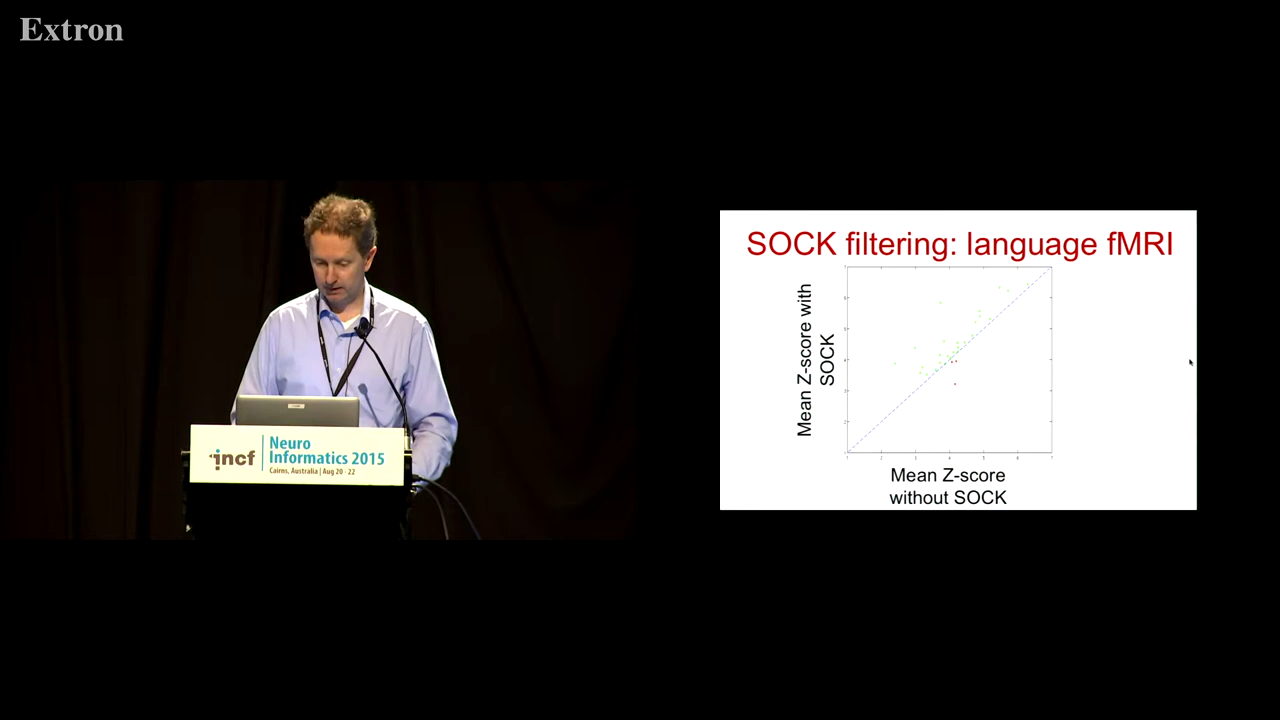 Extron
incf
Neuro
Informatics 2015
Cairns, Australia | Aug 20 - 22
SOCK filtering: language fMRI
Mean Z-score with
SOCK
Mean Z-score
without SOCK